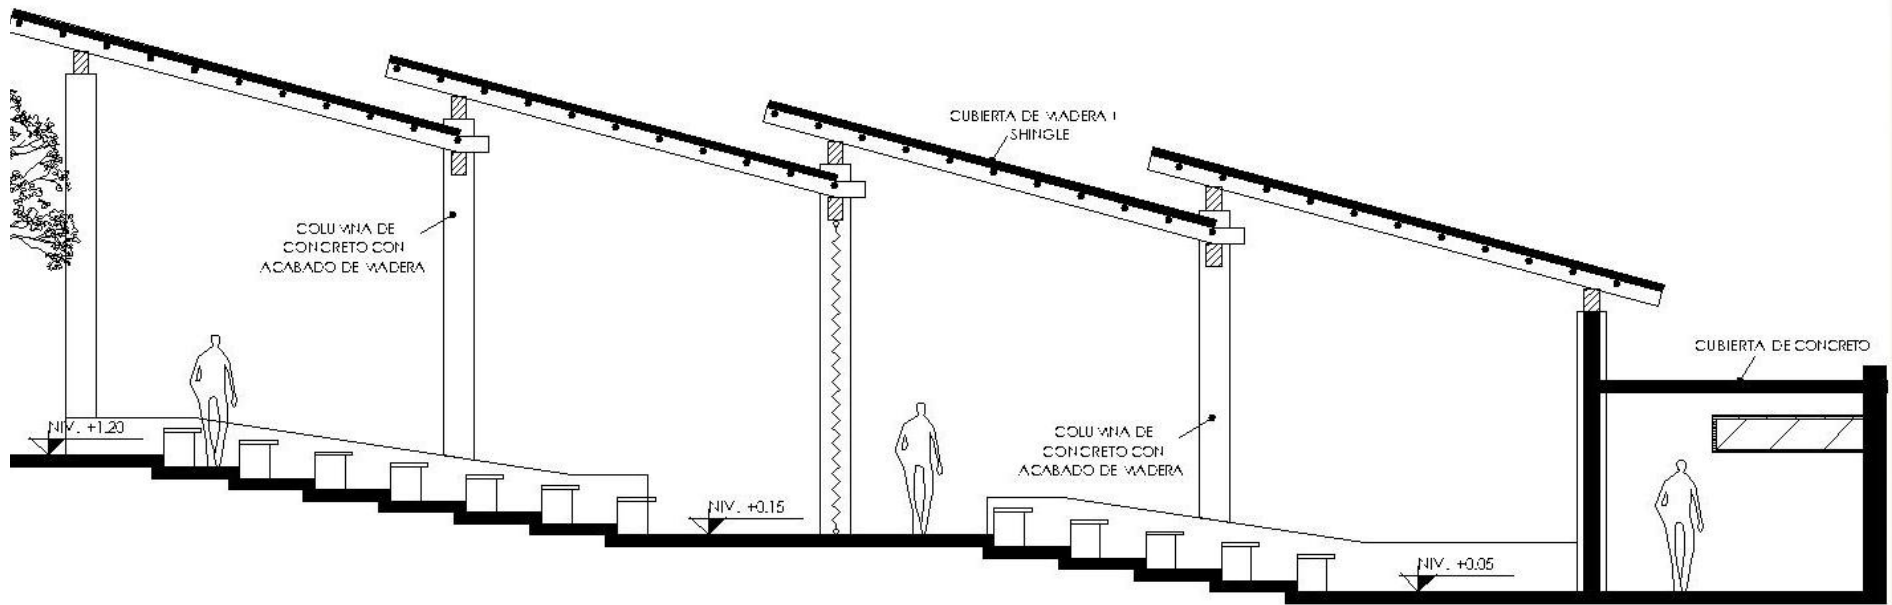 CUBIERTA DE MADERA +
SHINGLE
COLUMNA DE
CONCRETO CON
ACABADO DE MADERA
CUBIERTA DE CONCRETO
NIV. +1.20
COLUMNA DE
CONCRETO CON
ACABADO DE MADERA
NIV. +0.15
NIV. +0.05